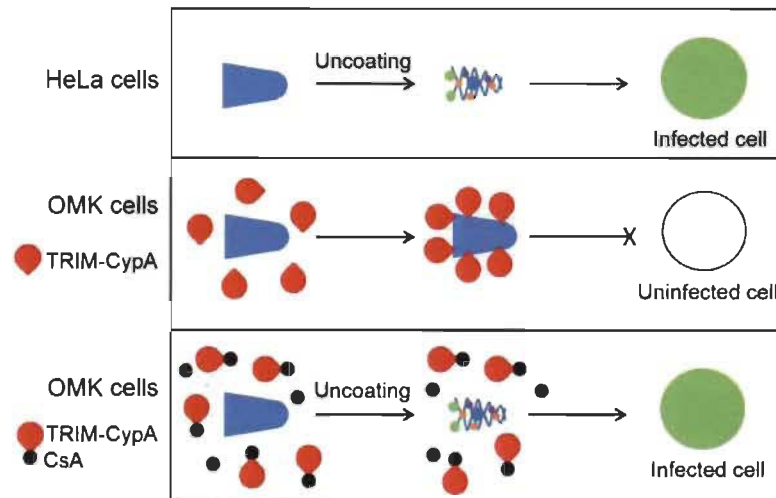 HeLa cells
Uncoating
Infected cell
OMK cells
TRIM-CypA
X
Uninfected cell
OMK cells
TRIM-CypA
CsA
Uncoating
Infected cell